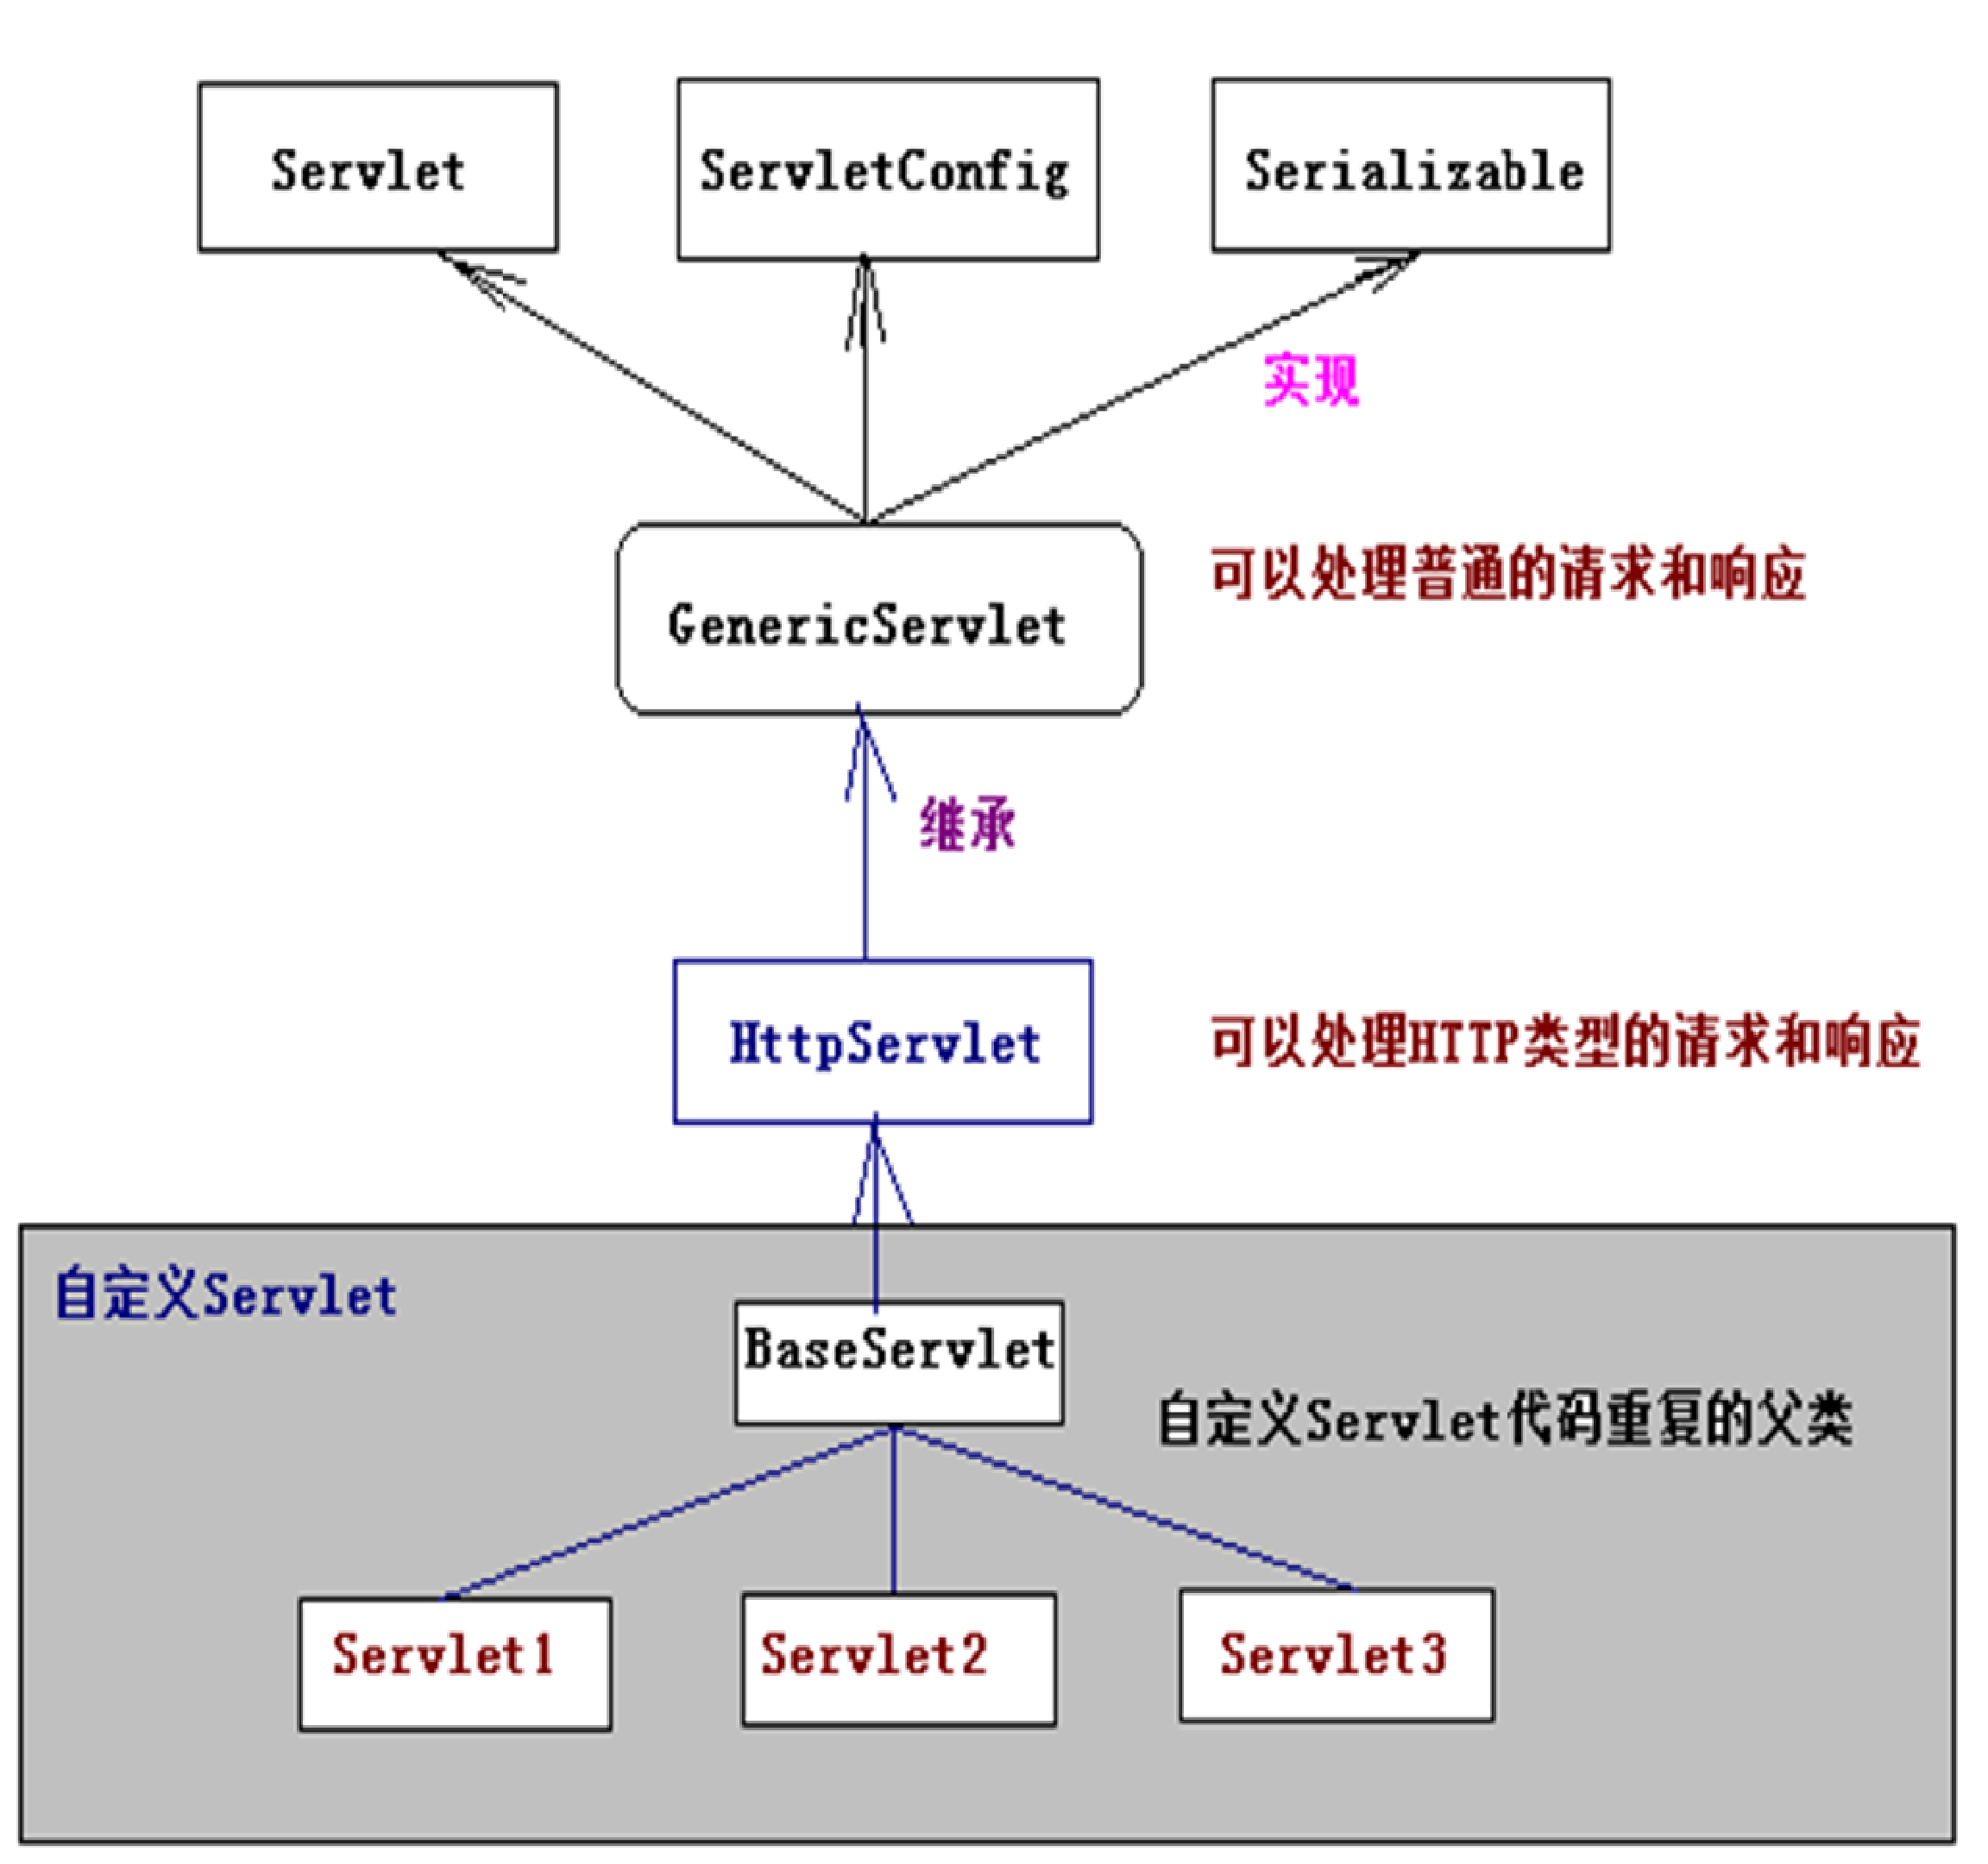 Servlet
ServletConfig
Serializable
实现
可以处理普通的请求和响应
GenericServlet
继承
HttpServlet
可以处理HTTP类型的请求和响应
自定义Servlet
BaseServlet
自定义Servlet代码重复的父类
Servlet1
Servlet2
Servlet3